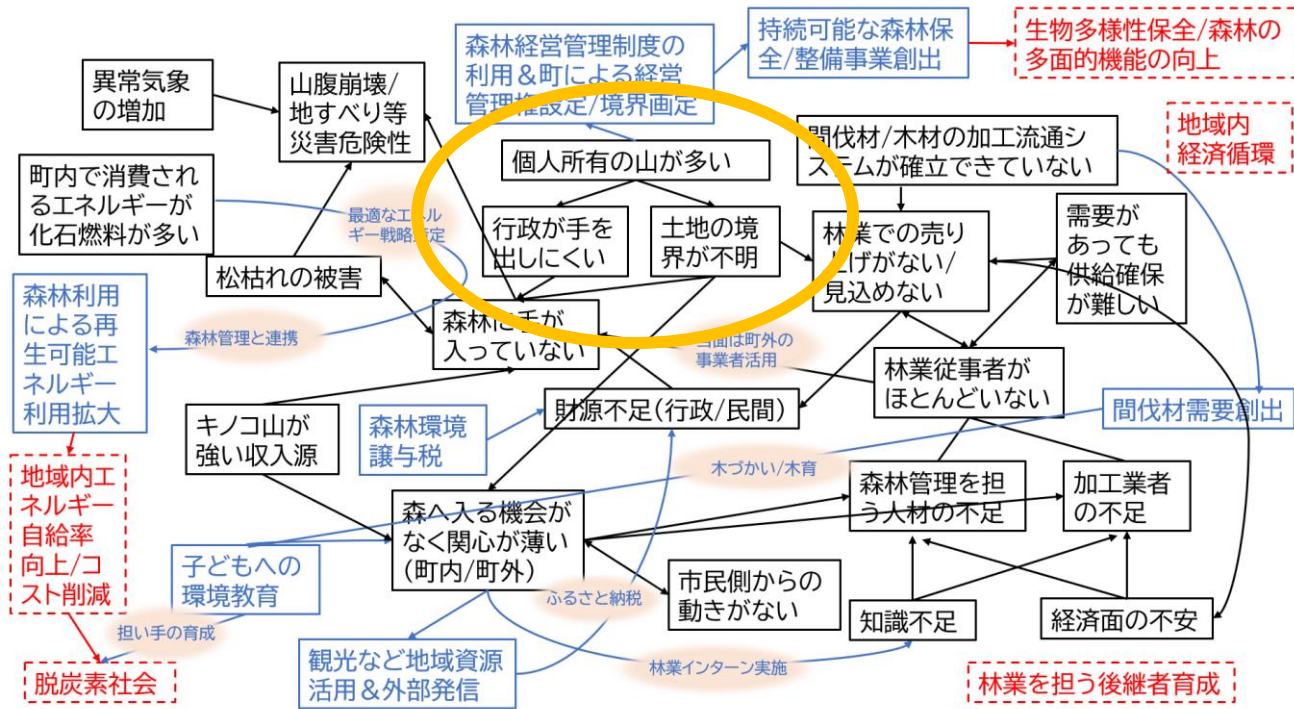 森林経営管理制度の
利用＆町による経営
管理権設定/境界画定
持続可能な森林保
全/整備事業創出
生物多様性保全/森林の
多面的機能の向上
異常気象
の増加
山腹崩壊/
地すべり等
災害危険性
間伐材/木材の加工流通シ
ステムが確立できていない
地域内
経済循環
個人所有の山が多い
町内で消費され
るエネルギーが
化石燃料が多い
最適なエネル
ギー戦略策定
行政が手を
出しにくい
土地の境
界が不明
林業での売り
上げがない/
見込めない
需要が
あっても
供給確保
が難しい
松枯れの被害
森林利用
による再
生可能エ
ネルギー
利用拡大
森林管理と連携
森林に手が
入っていない
当面は町外の
事業者活用
林業従事者が
ほとんどいない
キノコ山が
強い収入源
森林環境
譲与税
財源不足(行政/民間)
間伐材需要創出
地域内エ
ネルギー
自給率
向上/コ
スト削減
木づかい/木育
森へ入る機会が
なく関心が薄い
(町内/町外)
森林管理を担
う人材の不足
加工業者
の不足
子どもへの
環境教育
ふるさと納税
市民側からの
動きがない
知識不足
経済面の不安
担い手の育成
脱炭素社会
観光など地域資源
活用＆外部発信
林業インターン実施
林業を担う後継者育成